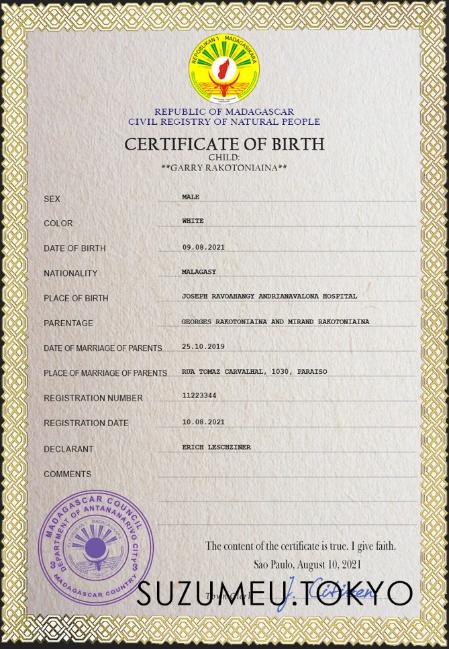 REPOBLIKAN'I MADAGASIKARA
REPUBLIC OF MADAGASCAR
CIVIL REGISTRY OF NATURAL PEOPLE
CERTIFICATE OF BIRTH
CHILD:
**GARRY RAKOTONIAINA**
SEX MALE
COLOR WHITE
DATE OF BIRTH 09.08.2021
NATIONALITY MALAGASY
PLACE OF BIRTH JOSEPH RAVOAHANGY ANDRIANAVALONA HOSPITAL
PARENTAGE GEORGES RAKOTONIAINA AND MIRAND RAKOTONIAINA
DATE OF MARRIAGE OF PARENTS 25.10.2019
PLACE OF MARRIAGE OF PARENTS RUA TOMAZ CARVALHAL, 1030, PARAISO
REGISTRATION NUMBER 11223344
REGISTRATION DATE 10.08.2021
DECLARANT ERICH LESCHZINER
COMMENTS
MADAGASCAR COUNCIL
DEPARTMENT OF ANTANANARIVO CITY
MADAGASCAR COUNTRY
The content of the certificate is true. I give faith.
Sao Paulo, August 10, 2021
J. Citizen
SUZUMEU.TOKYO